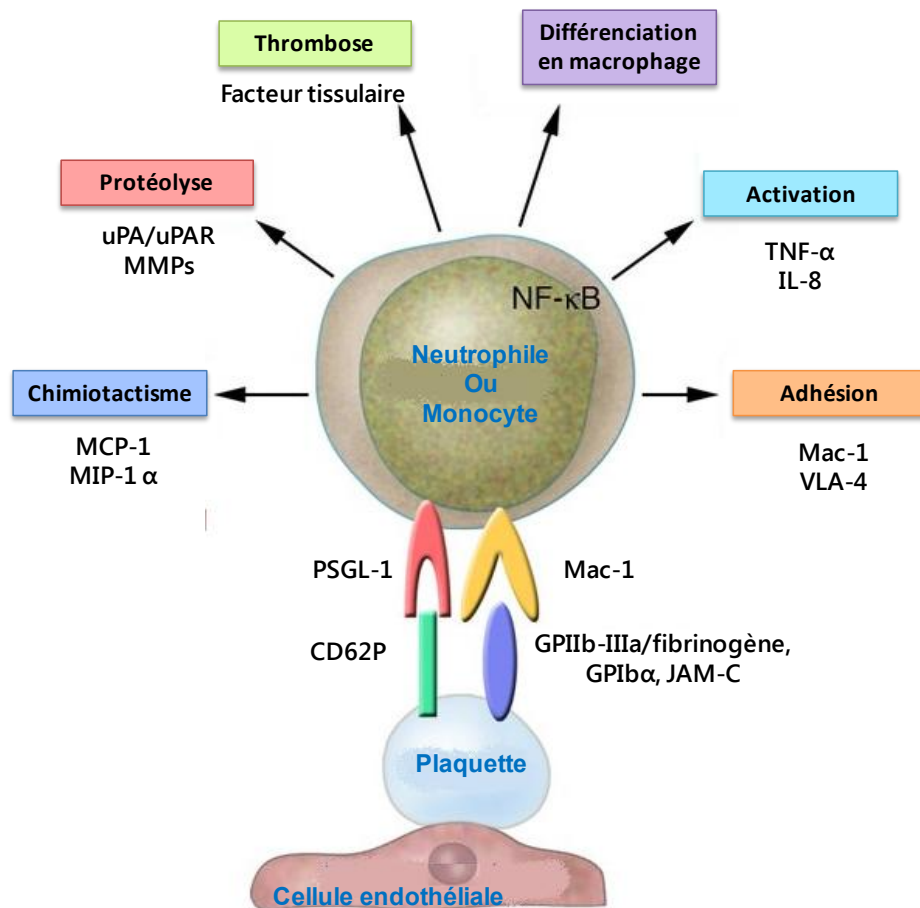 Thrombose
Facteur tissulaire
Différenciation
en macrophage
Protéolyse
uPA/uPAR
MMPs
Activation
TNF-α
IL-8
NF-κB
Neutrophile
Ou
Monocyte
Chimiotactisme
MCP-1
MIP-1 α
Adhésion
Mac-1
VLA-4
PSGL-1
Mac-1
CD62P
GPIIb-IIIa/fibrinogène,
GPIbα, JAM-C
Plaquette
Cellule endothéliale